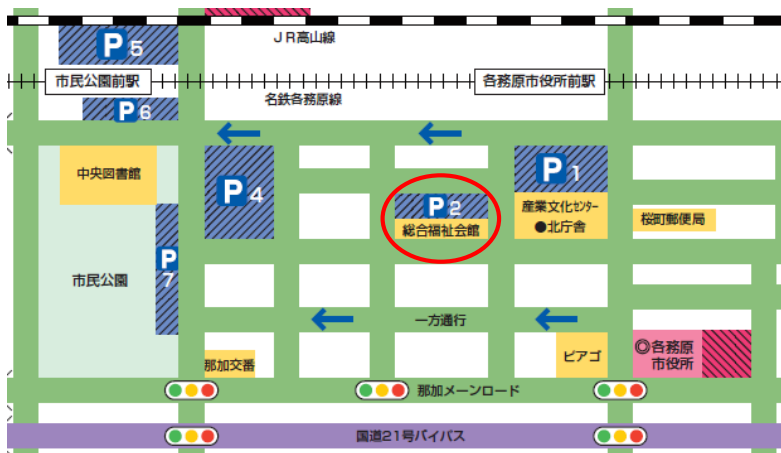 JR高山線
P5
市民公園前駅
各務原市役所前駅
名鉄各務原線
P6
中央図書館
P4
P1
P2
産業文化センター
●北庁舎
総合福祉会館
桜町郵便局
P7
市民公園
一方通行
那加交番
ピアゴ
◎各務原
市役所
那加メーンロード
国道21号バイパス